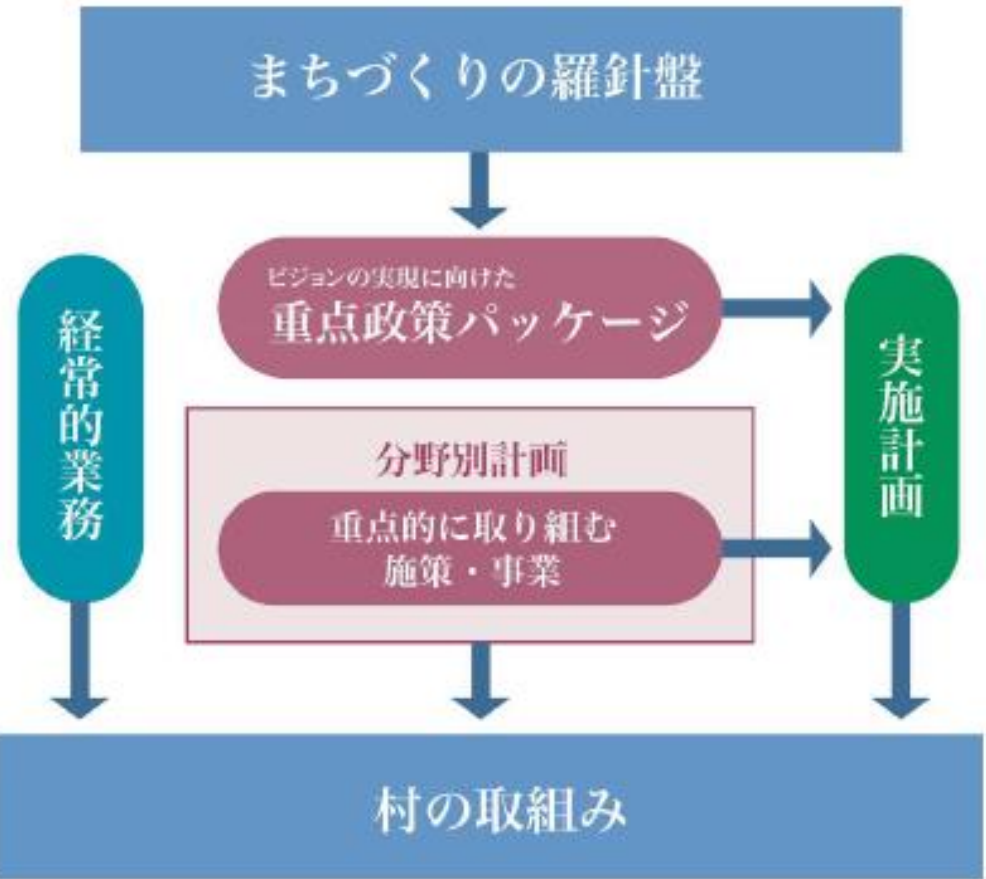 まちづくりの羅針盤
ビジョンの実現に向けた
重点政策パッケージ
経常的業務
実施計画
分野別計画
重点的に取り組む
施策・事業
村の取組み